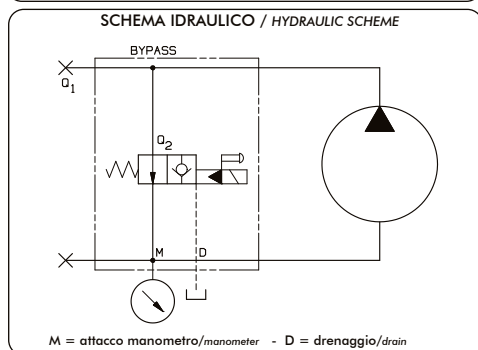 SCHEMA IDRAULICO / HYDRAULIC SCHEME
BYPASS
Q1
Q2
M D
M = attacco manometro/manometer - D = drenaggio/drain